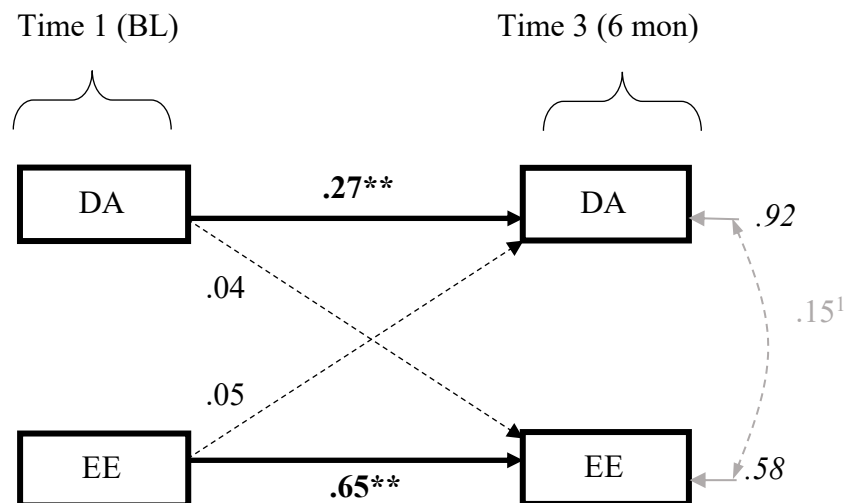 Time 1 (BL)
Time 3 (6 mon)
DA
.27**
DA
.92
.04
.15¹
.05
EE
.65**
EE
.58